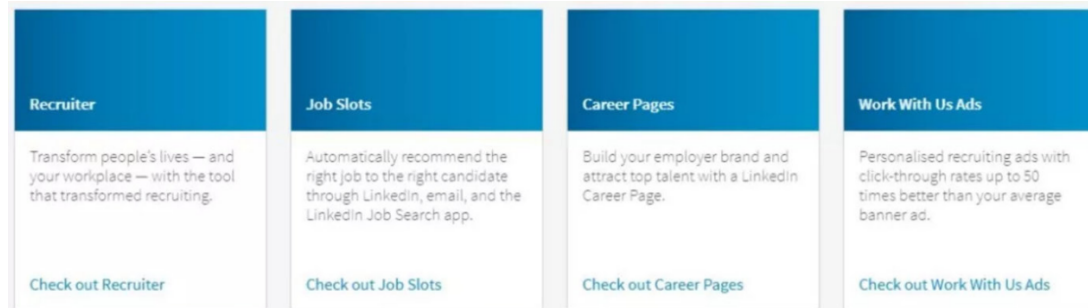 Recruiter
Transform people's lives — and
your workplace — with the tool
that transformed recruiting.
Check out Recruiter
Job Slots
Automatically recommend the
right job to the right candidate
through LinkedIn, email, and the
LinkedIn Job Search app.
Check out Job Slots
Career Pages
Build your employer brand and
attract top talent with a LinkedIn
Career Page.
Check out Career Pages
Work With Us Ads
Personalised recruiting ads with
click-through rates up to 50
times better than your average
banner ad.
Check out Work With Us Ads